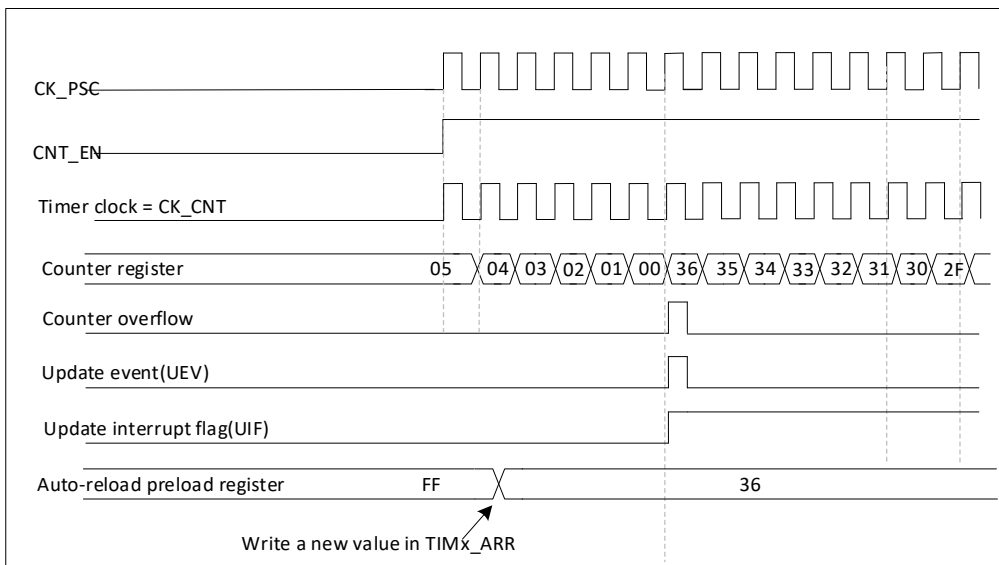 CK_PSC
CNT_EN
Timer clock = CK_CNT
Counter register 05 04 03 02 01 00 36 35 34 33 32 31 30 2F
Counter overflow
Update event(UEV)
Update interrupt flag(UIF)
Auto-reload preload register FF 36
Write a new value in TIMx_ARR